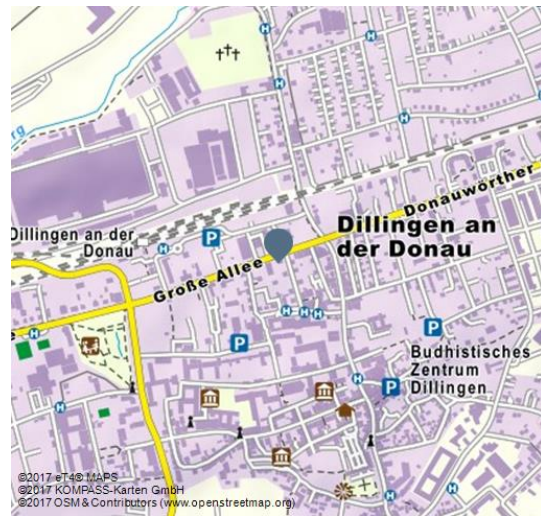 Donauwörther
Dillingen an
der Donau
Dillingen an der
Donau
Große Allee
Budhistisches
Zentrum
Dillingen
©2017 eT4® MAPS
©2017 KOMPASS-Karten GmbH
©2017 OSM & Contributors (www.openstreetmap.org)